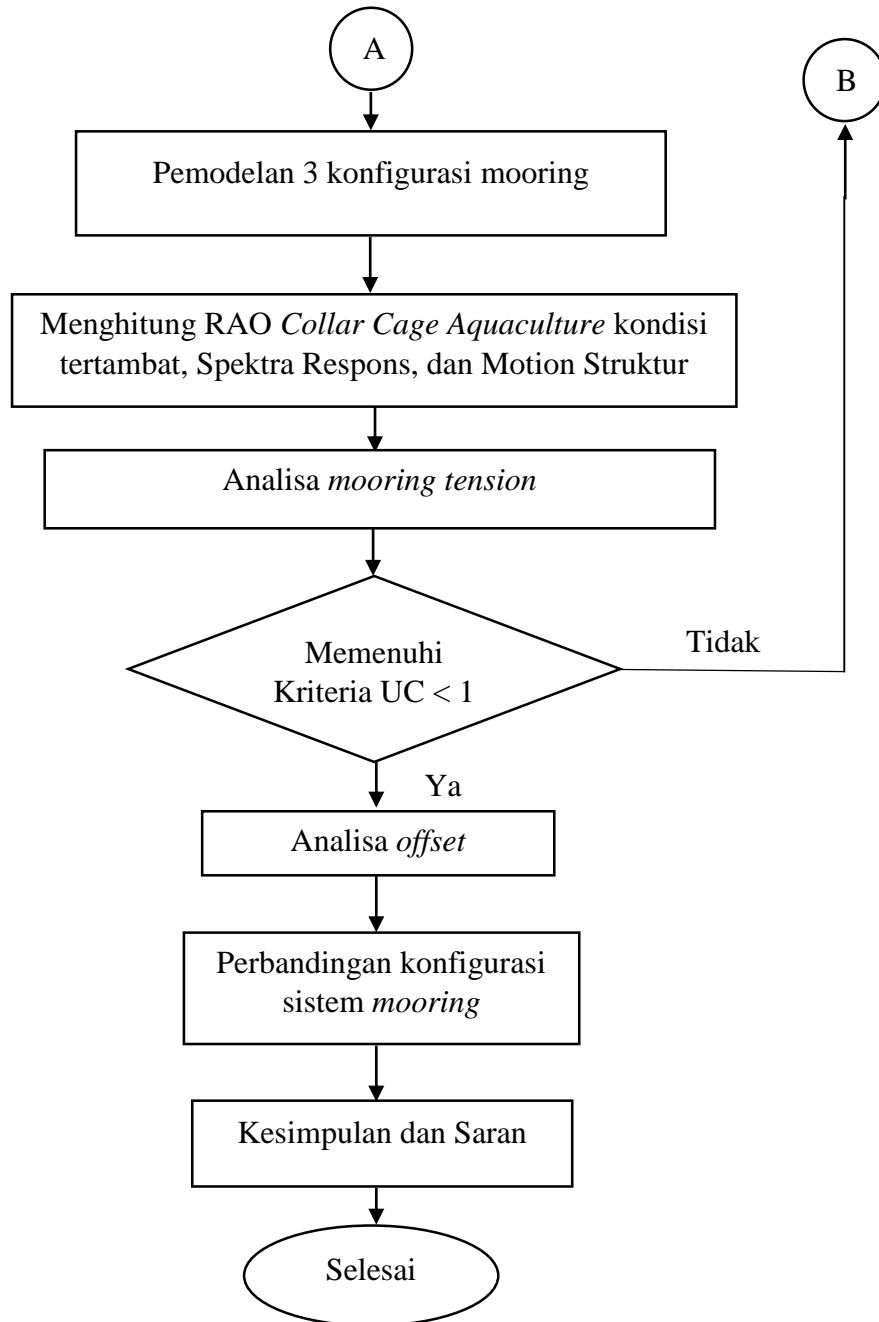 A
B
Pemodelan 3 konfigurasi mooring
Menghitung RAO Collar Cage Aquaculture kondisi
tertambat, Spektra Respons, dan Motion Struktur
Analisa mooring tension
Memenuhi
Kriteria UC < 1
Tidak
Ya
Analisa offset
Perbandingan konfigurasi
sistem mooring
Kesimpulan dan Saran
Selesai